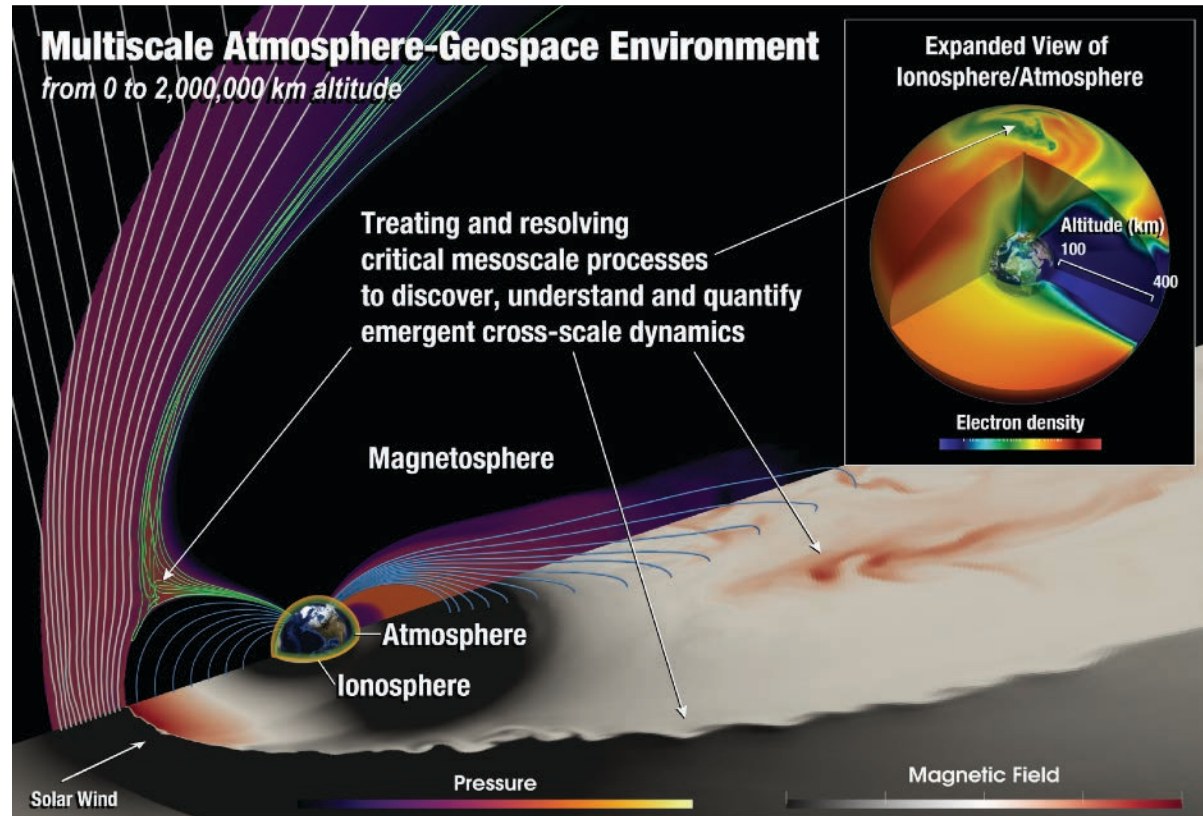 Multiscale Atmosphere-Geospace Environment
from 0 to 2,000,000 km altitude
Expanded View of
Ionosphere/Atmosphere
Altitude (km)
100
400
Electron density
Treating and resolving
critical mesoscale processes
to discover, understand and quantify
emergent cross-scale dynamics
Magnetosphere
Atmosphere
Ionosphere
Solar Wind
Pressure
Magnetic Field